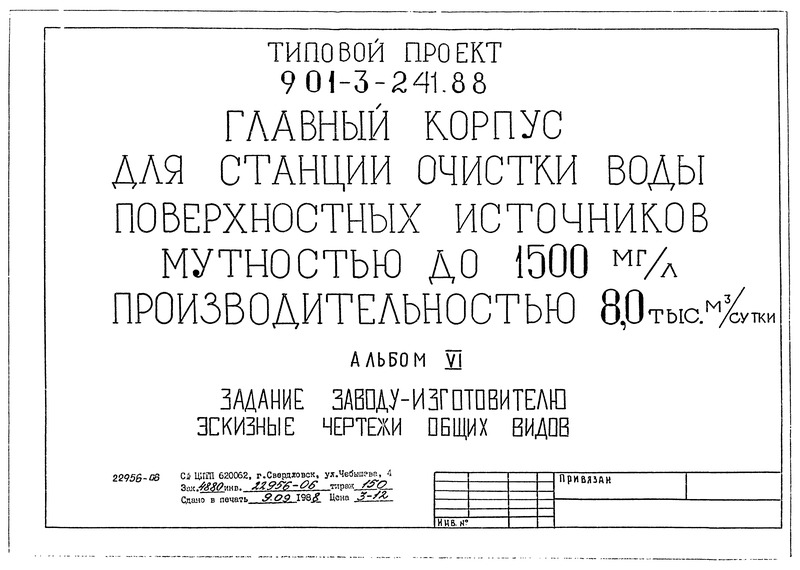 ТИПОВОЙ ПРОЕКТ
901-3-241.88
ГЛАВНЫЙ КОРПУС
ДЛЯ СТАНЦИИ ОЧИСТКИ ВОДЫ
ПОВЕРХНОСТНЫХ ИСТОЧНИКОВ
МУТНОСТЬЮ ДО 1500 МГ/Л
ПРОИЗВОДИТЕЛЬНОСТЬЮ 8,0 ТЫС. М³/СУТКИ
АЛЬБОМ VI
ЗАДАНИЕ ЗАВОДУ-ИЗГОТОВИТЕЛЮ
ЭСКИЗНЫЕ ЧЕРТЕЖИ ОБЩИХ ВИДОВ
22956-08
Сф ЦИТП 620062, г.Свердловск, ул.Чебышева, 4
Зак. 4880 инв. 22956-06 тираж 150
Сдано в печать 9.09 1988 Цена 3-12
ПРИВЯЗАН
ИНВ. №